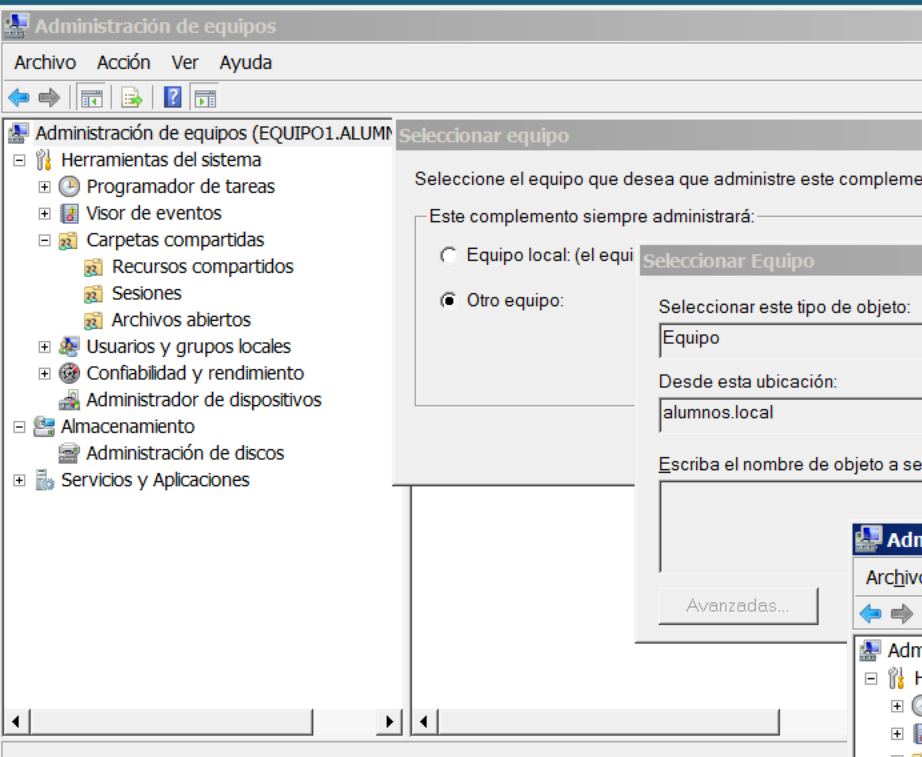 Administración de equipos
Archivo Acción Ver Ayuda
Administración de equipos (EQUIPO1.ALUMN
Herramientas del sistema
Programador de tareas
Visor de eventos
Carpetas compartidas
Recursos compartidos
Sesiones
Archivos abiertos
Usuarios y grupos locales
Confiabilidad y rendimiento
Administrador de dispositivos
Almacenamiento
Administración de discos
Servicios y Aplicaciones
Seleccionar equipo
Seleccione el equipo que desea que administre este compleme
Este complemento siempre administrará:
Equipo local: (el equi
Otro equipo:
Seleccionar Equipo
Seleccionar este tipo de objeto:
Equipo
Desde esta ubicación:
alumnos.local
Escriba el nombre de objeto a se
Avanzadas...
Adm
Archivo
Adm
H